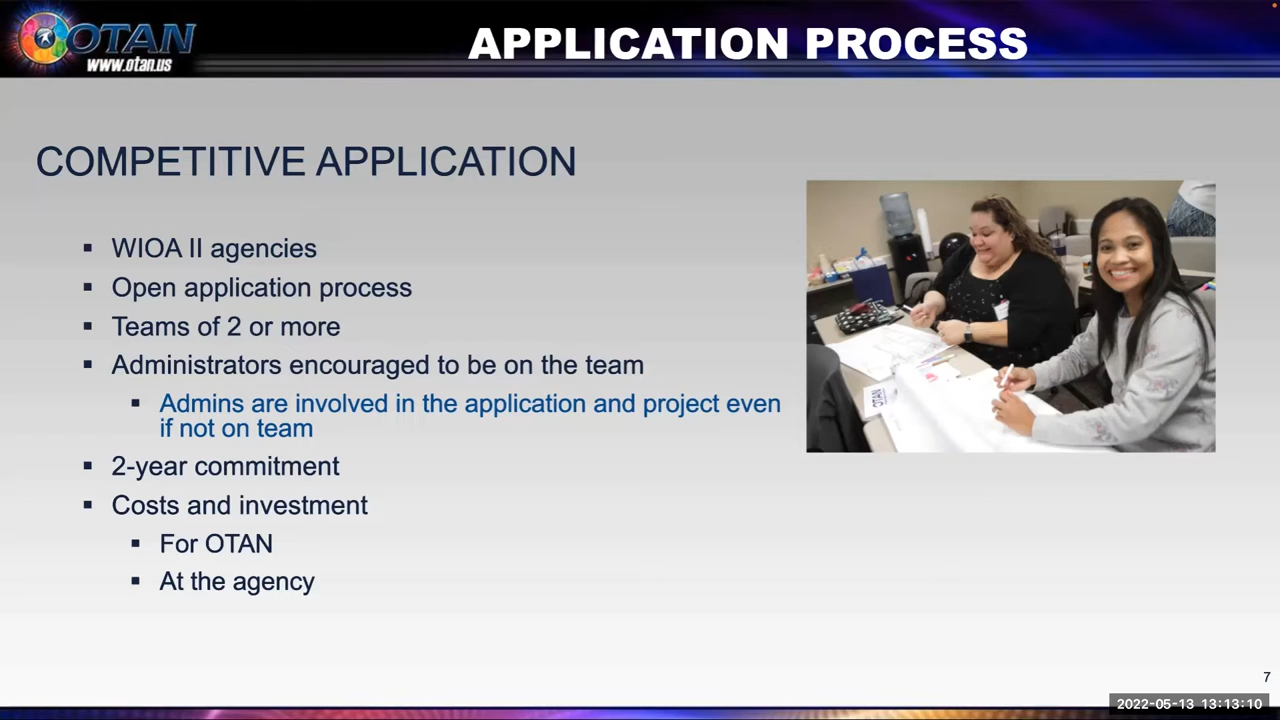 OTAN
www.otan.us
APPLICATION PROCESS
COMPETITIVE APPLICATION
▪ WIOA II agencies
▪ Open application process
▪ Teams of 2 or more
▪ Administrators encouraged to be on the team
▪ Admins are involved in the application and project even
if not on team
▪ 2-year commitment
▪ Costs and investment
▪ For OTAN
▪ At the agency
OTAN
7
2022-05-13 13:13:10